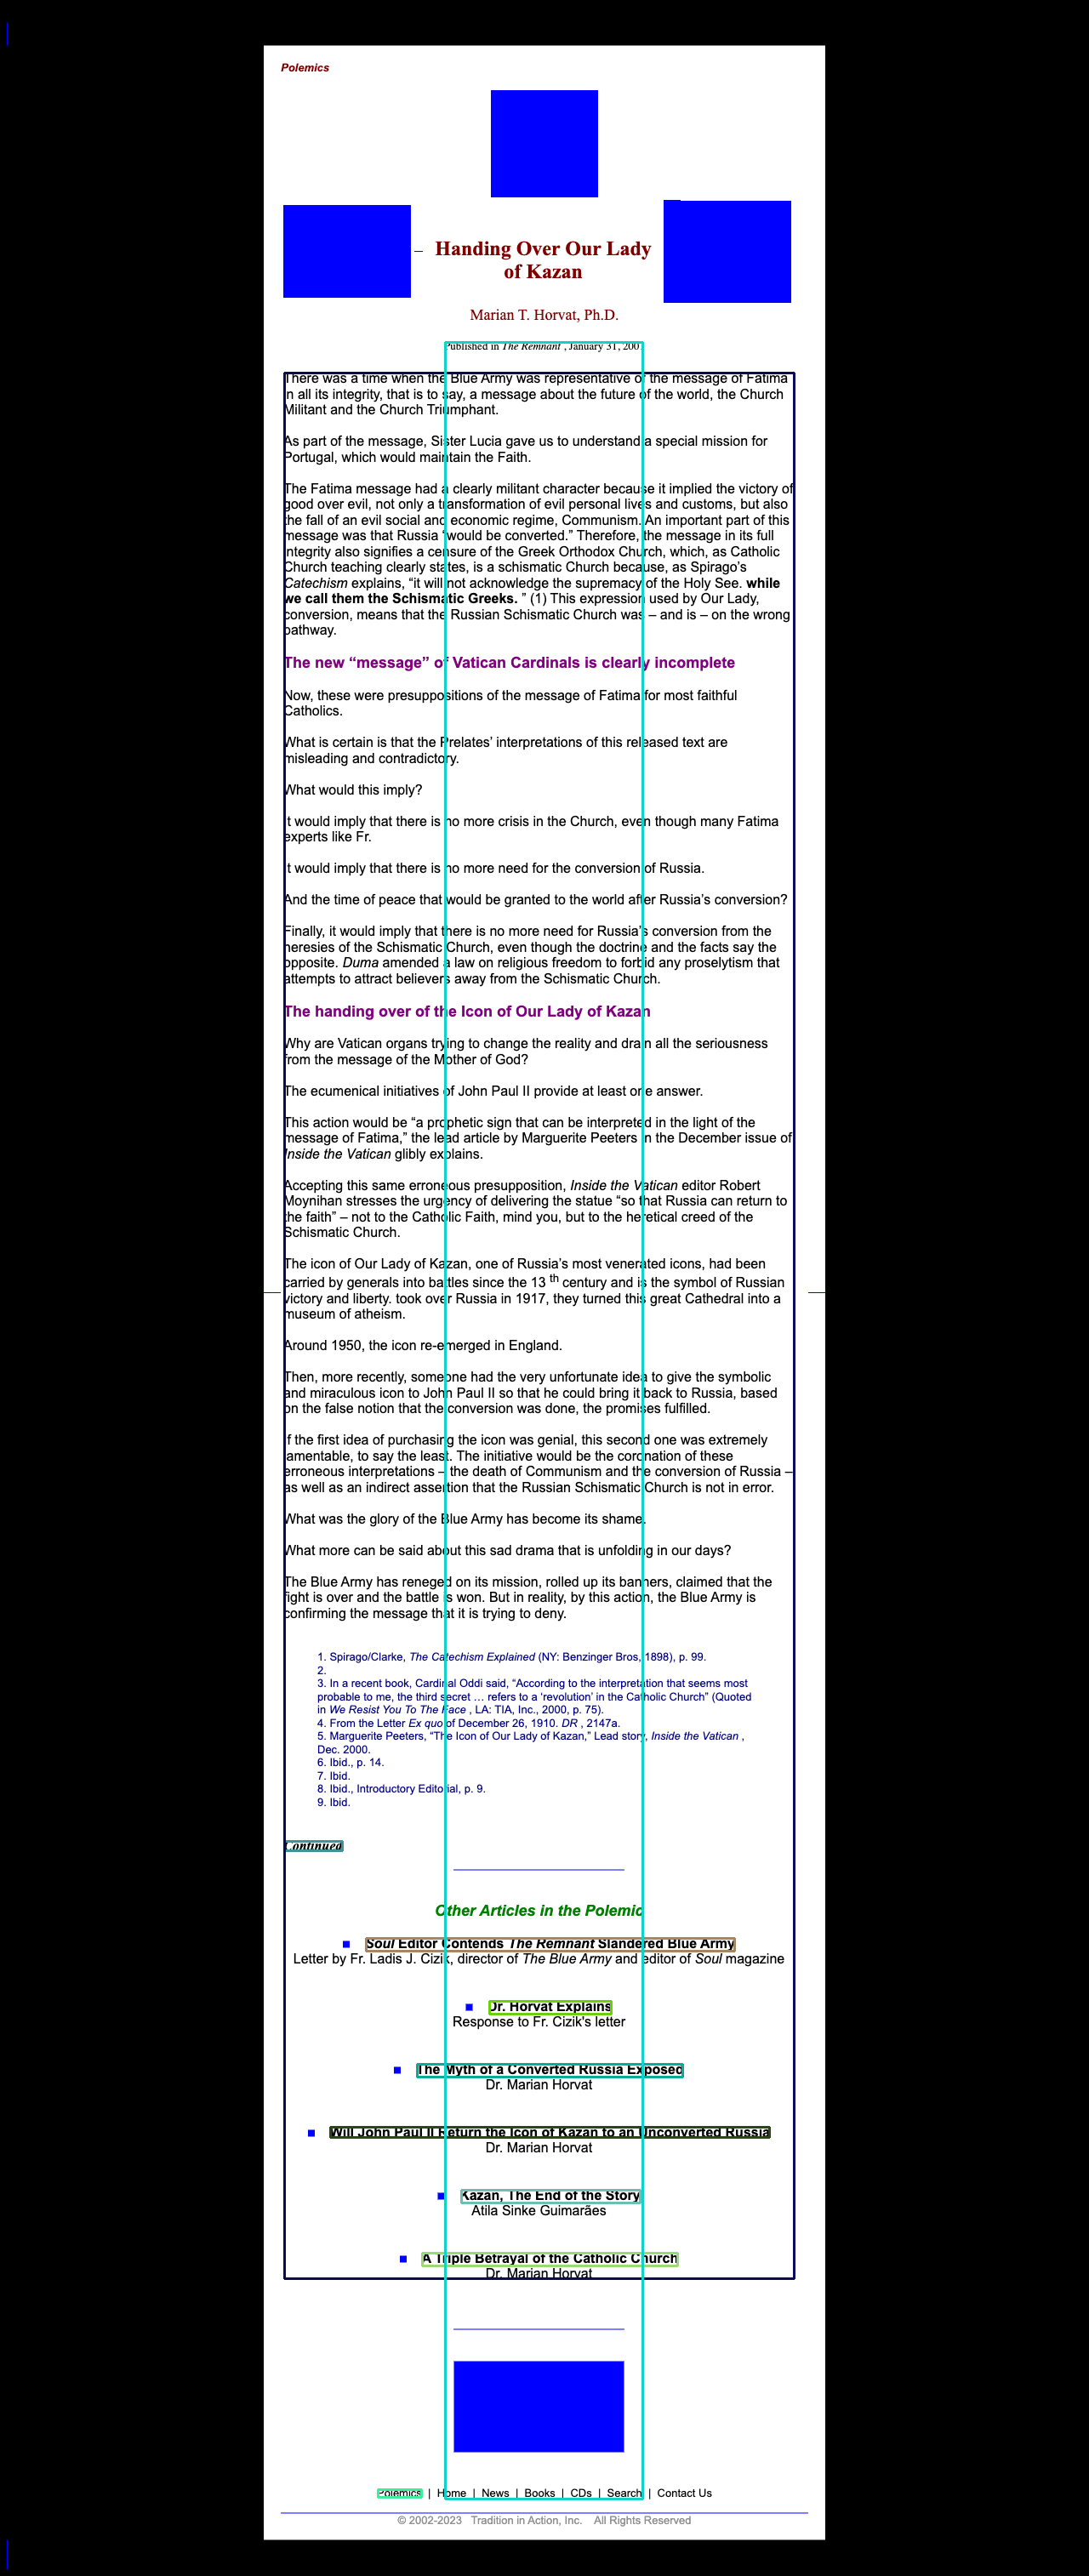 Polemics
Handing Over Our Lady
of Kazan
Marian T. Horvat, Ph.D.
Published in The Remnant , January 31, 200
There was a time when the Blue Army was representative of the message of Fatima
in all its integrity, that is to say, a message about the future of the world, the Church
Militant and the Church Triumphant.
As part of the message, Sister Lucia gave us to understand a special mission for
Portugal, which would maintain the Faith.
The Fatima message had a clearly militant character because it implied the victory of
good over evil, not only a transformation of evil personal lives and customs, but also
the fall of an evil social and economic regime, Communism. An important part of this
message was that Russia “would be converted.” Therefore, the message in its full
integrity also signifies a censure of the Greek Orthodox Church, which, as Catholic
Church teaching clearly states, is a schismatic Church because, as Spirago’s
Catechism explains, “it will not acknowledge the supremacy of the Holy See. while
we call them the Schismatic Greeks. ” (1) This expression used by Our Lady,
conversion, means that the Russian Schismatic Church was – and is – on the wrong
pathway.
The new “message” of Vatican Cardinals is clearly incomplete
Now, these were presuppositions of the message of Fatima for most faithful
Catholics.
What is certain is that the Prelates’ interpretations of this released text are
misleading and contradictory.
What would this imply?
It would imply that there is no more crisis in the Church, even though many Fatima
experts like Fr.
It would imply that there is no more need for the conversion of Russia.
And the time of peace that would be granted to the world after Russia’s conversion?
Finally, it would imply that there is no more need for Russia’s conversion from the
heresies of the Schismatic Church, even though the doctrine and the facts say the
opposite. Duma amended a law on religious freedom to forbid any proselytism that
attempts to attract believers away from the Schismatic Church.
The handing over of the Icon of Our Lady of Kazan
Why are Vatican organs trying to change the reality and drain all the seriousness
from the message of the Mother of God?
The ecumenical initiatives of John Paul II provide at least one answer.
This action would be “a prophetic sign that can be interpreted in the light of the
message of Fatima,” the lead article by Marguerite Peeters in the December issue of
Inside the Vatican glibly explains.
Accepting this same erroneous presupposition, Inside the Vatican editor Robert
Moynihan stresses the urgency of delivering the statue “so that Russia can return to
the faith” – not to the Catholic Faith, mind you, but to the heretical creed of the
Schismatic Church.
The icon of Our Lady of Kazan, one of Russia’s most venerated icons, had been
carried by generals into battles since the 13 th century and is the symbol of Russian
victory and liberty. took over Russia in 1917, they turned this great Cathedral into a
museum of atheism.
Around 1950, the icon re-emerged in England.
Then, more recently, someone had the very unfortunate idea to give the symbolic
and miraculous icon to John Paul II so that he could bring it back to Russia, based
on the false notion that the conversion was done, the promises fulfilled.
If the first idea of purchasing the icon was genial, this second one was extremely
lamentable, to say the least. The initiative would be the coronation of these
erroneous interpretations – the death of Communism and the conversion of Russia –
as well as an indirect assertion that the Russian Schismatic Church is not in error.
What was the glory of the Blue Army has become its shame.
What more can be said about this sad drama that is unfolding in our days?
The Blue Army has reneged on its mission, rolled up its banners, claimed that the
fight is over and the battle is won. But in reality, by this action, the Blue Army is
confirming the message that it is trying to deny.
1. Spirago/Clarke, The Catechism Explained (NY: Benzinger Bros, 1898), p. 99.
2.
3. In a recent book, Cardinal Oddi said, “According to the interpretation that seems most
probable to me, the third secret … refers to a ‘revolution’ in the Catholic Church” (Quoted
in We Resist You To The Face , LA: TIA, Inc., 2000, p. 75).
4. From the Letter Ex quo of December 26, 1910. DR , 2147a.
5. Marguerite Peeters, “The Icon of Our Lady of Kazan,” Lead story, Inside the Vatican ,
Dec. 2000.
6. Ibid., p. 14.
7. Ibid.
8. Ibid., Introductory Editorial, p. 9.
9. Ibid.
Continued
Other Articles in the Polemic
Soul Editor Contends The Remnant Slandered Blue Army
Letter by Fr. Ladis J. Cizik, director of The Blue Army and editor of Soul magazine
Dr. Horvat Explains
Response to Fr. Cizik's letter
The Myth of a Converted Russia Exposed
Dr. Marian Horvat
Will John Paul II Return the Icon of Kazan to an Unconverted Russia
Dr. Marian Horvat
Kazan, The End of the Story
Atila Sinke Guimarães
A Triple Betrayal of the Catholic Church
Dr. Marian Horvat
Polemics | Home | News | Books | CDs | Search | Contact Us
© 2002-2023 Tradition in Action, Inc. All Rights Reserved